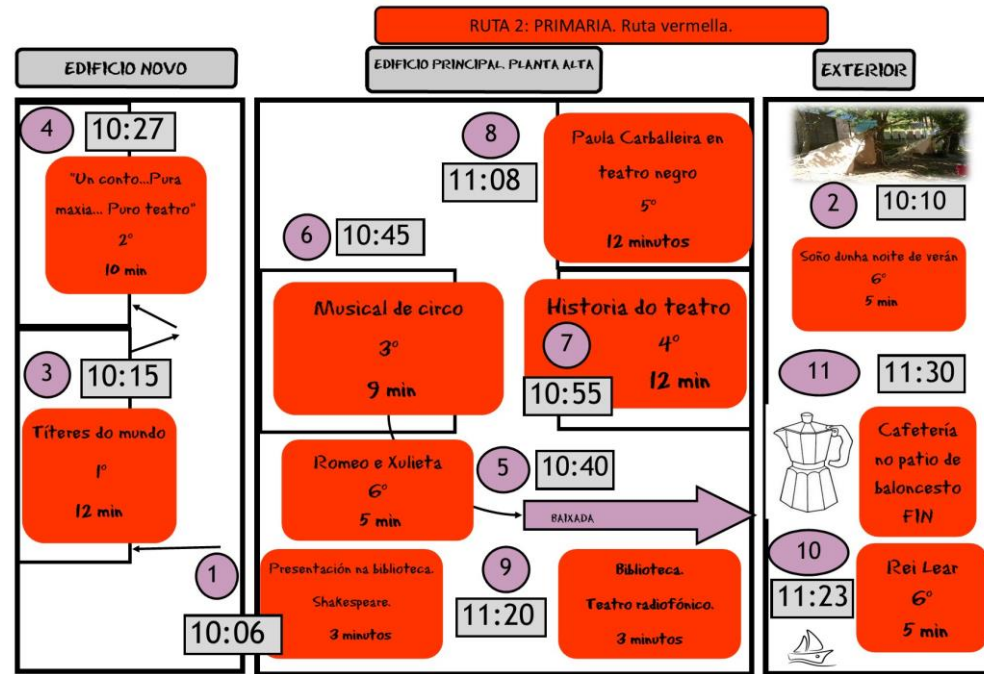 RUTA 2: PRIMARIA. Ruta vermella.
EDIFICIO NOVO
4
10:27
"Un conto...Pura
maxia... Puro teatro"
2º
10 min
3
10:15
Títeres do mundo
1º
12 min
1
10:06
EDIFICIO PRINCIPAL. PLANTA ALTA
8
11:08
Paula Carballeira en
teatro negro
5º
12 minutos
6
10:45
Musical de circo
3º
9 min
Historia do teatro
4º
12 min
7
10:55
Romeo e Xulieta
6º
5 min
5
10:40
BAIXADA
Presentación na biblioteca.
Shakespeare.
3 minutos
9
11:20
Biblioteca.
Teatro radiofónico.
3 minutos
EXTERIOR
2
10:10
Soño dunha noite de verán
6º
5 min
11
11:30
Cafetería
no patio de
baloncesto
FIN
10
11:23
Rei Lear
6º
5 min